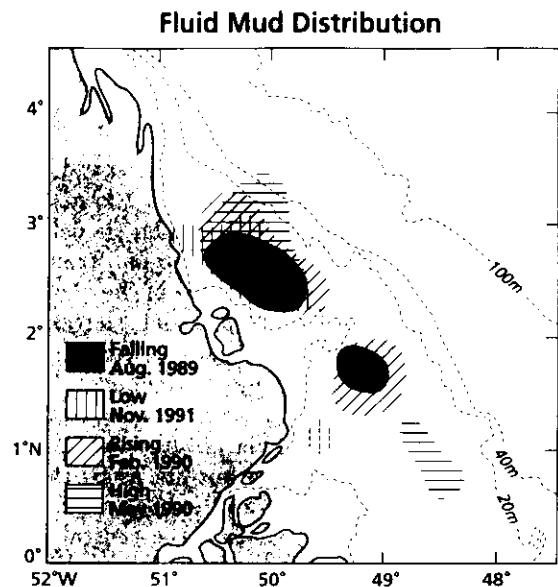 Fluid Mud Distribution
4°
3°
2°
1°N
0°
52°W
51°
50°
49°
48°
100m
40m
20m
Falling
Aug. 1989
Low
Nov. 1991
Rising
Feb. 1990
High
May 1990